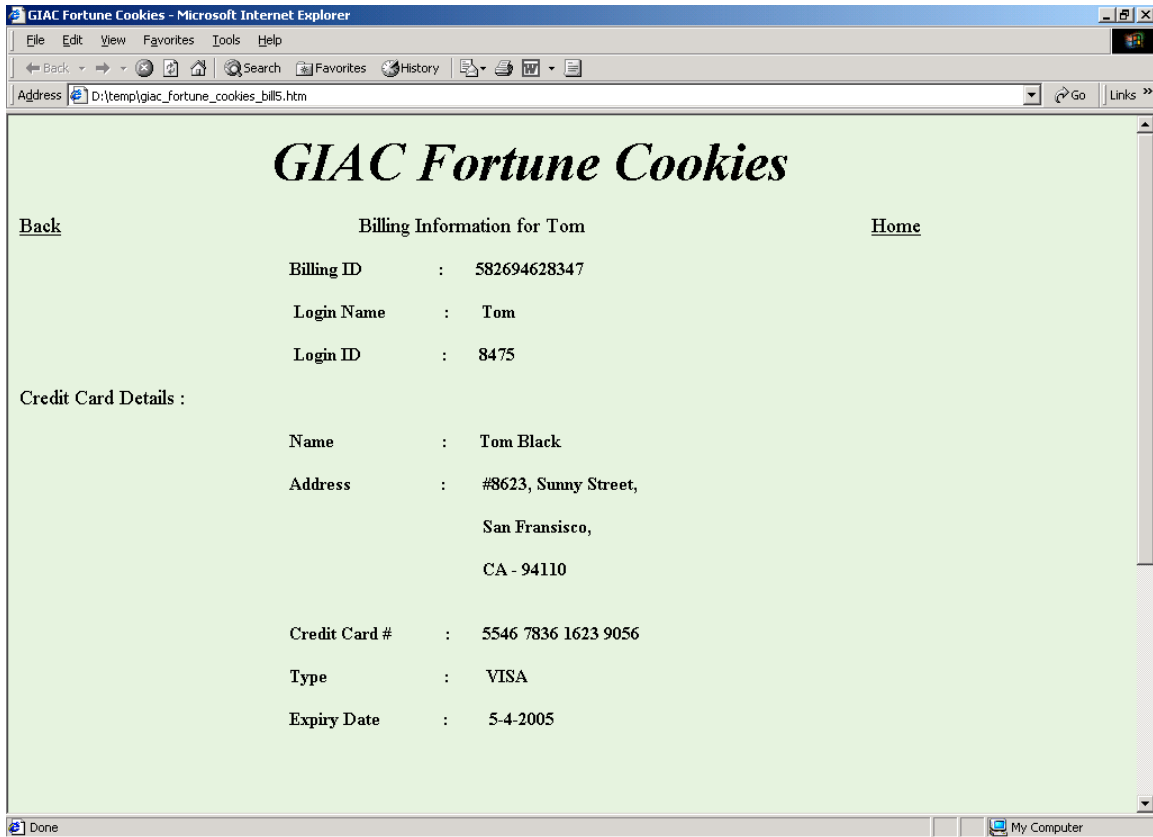 GIAC Fortune Cookies - Microsoft Internet Explorer
File Edit View Favorites Tools Help
Back Search Favorites History
Address D:\temp\giac_fortune_cookies_bill5.htm Go Links »
GIAC Fortune Cookies
Back Billing Information for Tom Home
Billing ID : 582694628347
Login Name : Tom
Login ID : 8475
Credit Card Details :
Name : Tom Black
Address : #8623, Sunny Street,
San Fransisco,
CA - 94110
Credit Card # : 5546 7836 1623 9056
Type : VISA
Expiry Date : 5-4-2005
Done My Computer